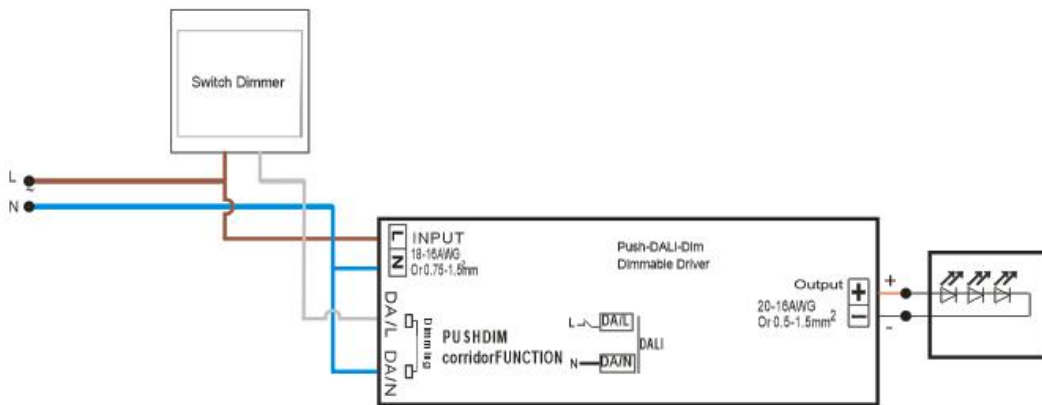 Switch Dimmer
L
~
N
L
N
INPUT
18-16AWG
Or 0.75-1.5mm²
Push-DALI-Dim
Dimmable Driver
Output
20-16AWG
Or 0.5-1.5mm²
+
−
+
-
DA/L
DA/N
Dimming
PUSHDIM
corridorFUNCTION
L
DA/L
N
DA/N
DALI